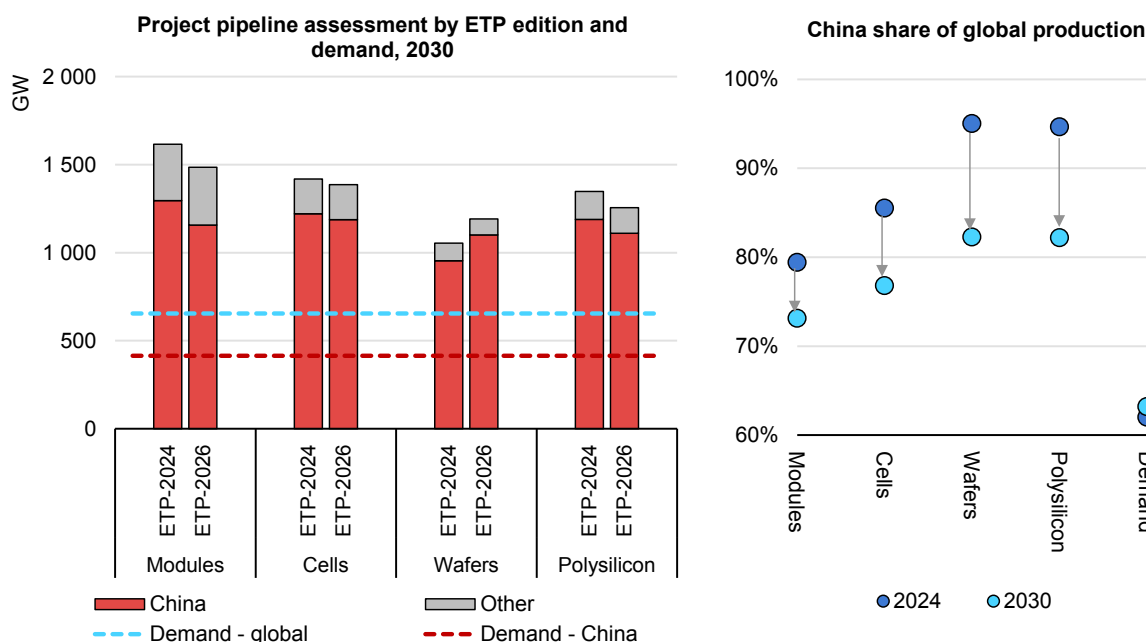 Project pipeline assessment by ETP edition and
demand, 2030
GW
2 000
1 500
1 000
500
0
ETP-2024
ETP-2026
ETP-2024
ETP-2026
ETP-2024
ETP-2026
ETP-2024
ETP-2026
Modules
Cells
Wafers
Polysilicon
China
Other
Demand - global
Demand - China
China share of global production
100%
90%
80%
70%
60%
Modules
Cells
Wafers
Polysilicon
Demand
2024
2030